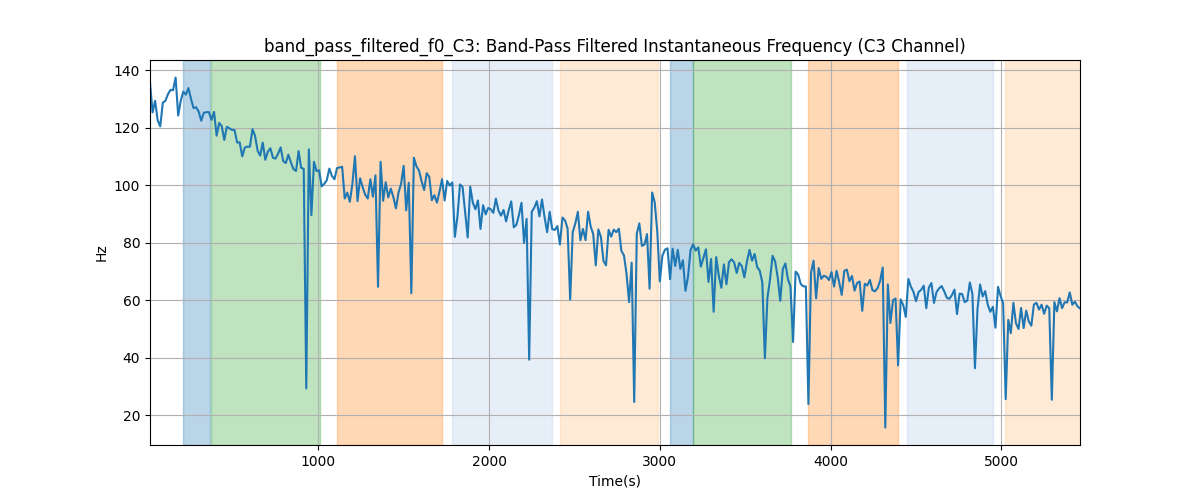 band_pass_filtered_f0_C3: Band-Pass Filtered Instantaneous Frequency (C3 Channel)
140
120
100
80
60
40
20
Hz
1000 2000 3000 4000 5000
Time(s)